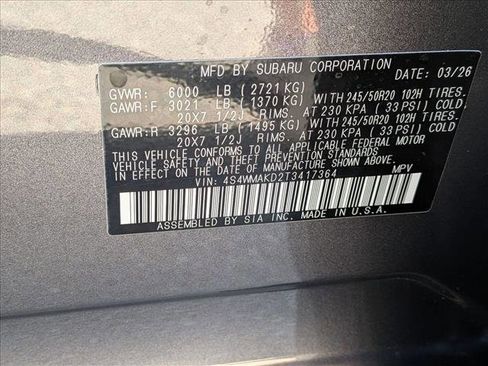 MFD BY SUBARU CORPORATION DATE: 03/26
GVWR: 6000 LB ( 2721 KG)
GAWR:F 3021 LB ( 1370 KG) WITH 245/50R20 102H TIRES.
20X7 1/2J RIMS. AT 230 KPA ( 33 PSI) COLD.
GAWR:R 3296 LB ( 1495 KG) WITH 245/50R20 102H TIRES.
20X7 1/2J RIMS. AT 230 KPA ( 33 PSI) COLD.
THIS VEHICLE CONFORMS TO ALL APPLICABLE FEDERAL MOTOR
VEHICLE SAFETY AND THEFT PREVENTION STANDARDS IN EFFECT ON THE DATE
OF MANUFACTURE SHOWN ABOVE.
VIN: 4S4WMAKD2T3417364 MPV
ASSEMBLED BY SIA INC. MADE IN U.S.A.